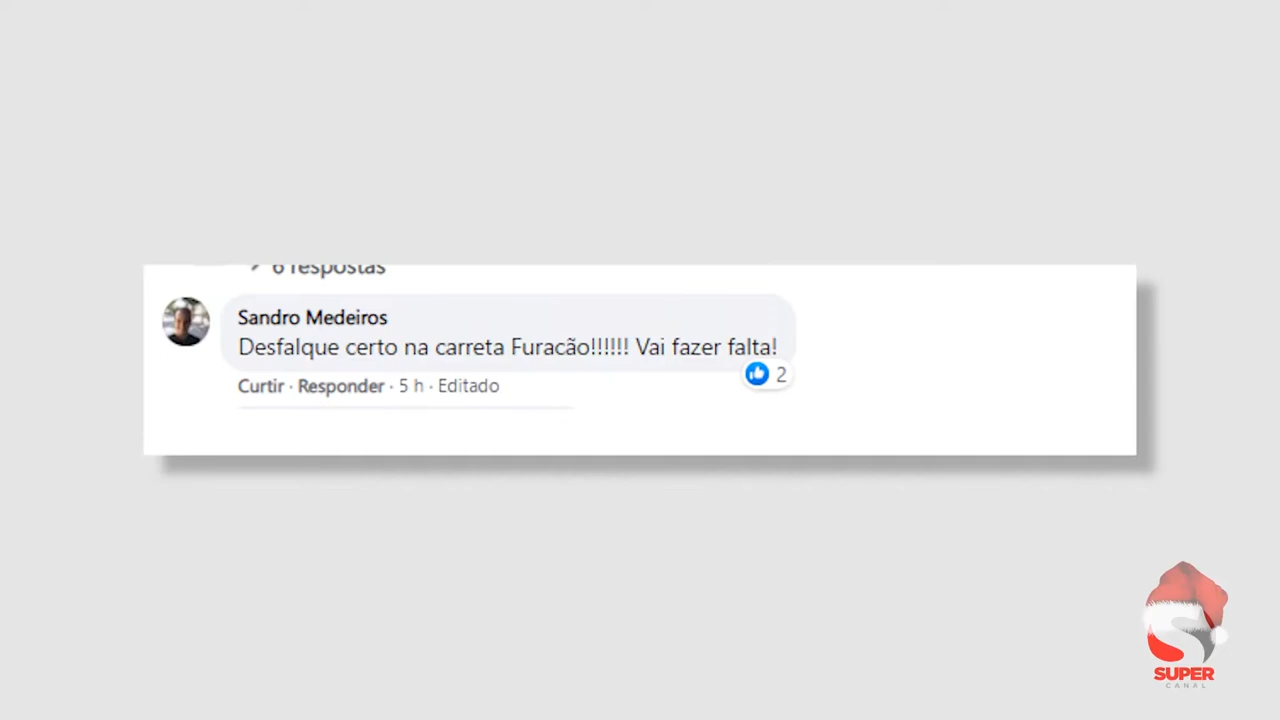 6 respostas
Sandro Medeiros
Desfalque certo na carreta Furacão!!!!!! Vai fazer falta!
2
Curtir · Responder · 5 h · Editado
SUPER
CANAL